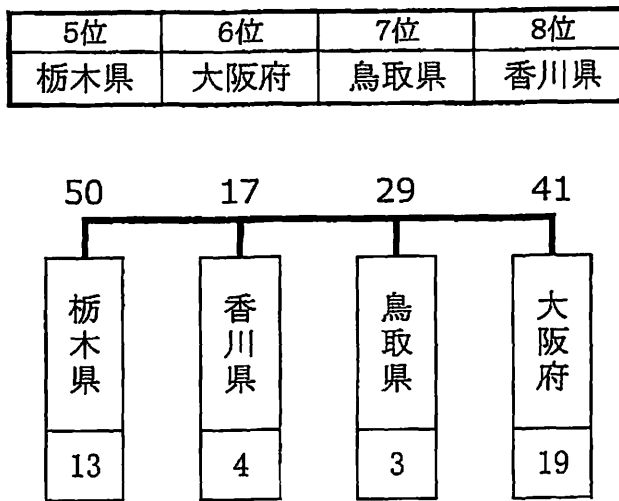 5位 6位 7位 8位
栃木県 大阪府 鳥取県 香川県
50 17 29 41
栃木県 香川県 鳥取県 大阪府
13 4 3 19